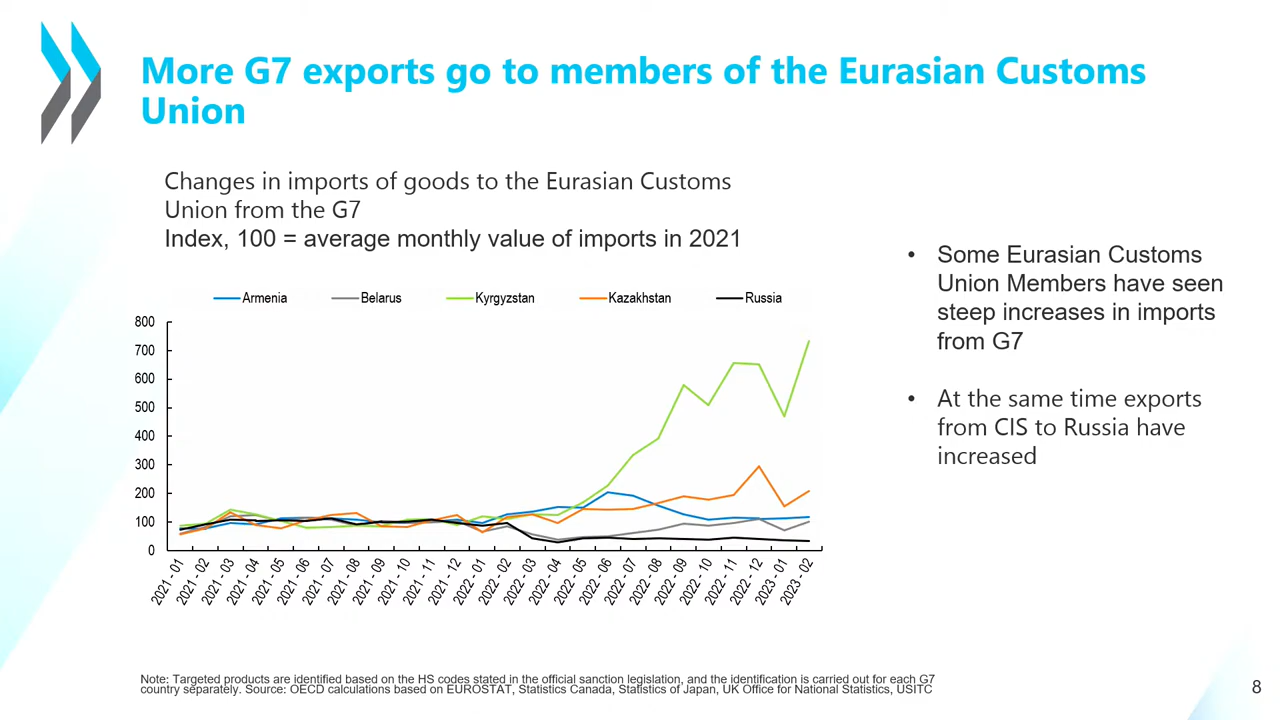 More G7 exports go to members of the Eurasian Customs
Union
Changes in imports of goods to the Eurasian Customs
Union from the G7
Index, 100 = average monthly value of imports in 2021
Armenia Belarus Kyrgyzstan Kazakhstan Russia
800
700
600
500
400
300
200
100
0
2021 - 01
2021 - 02
2021 - 03
2021 - 04
2021 - 05
2021 - 06
2021 - 07
2021 - 08
2021 - 09
2021 - 10
2021 - 11
2021 - 12
2022 - 01
2022 - 02
2022 - 03
2022 - 04
2022 - 05
2022 - 06
2022 - 07
2022 - 08
2022 - 09
2022 - 10
2022 - 11
2022 - 12
2023 - 01
2023 - 02
• Some Eurasian Customs
Union Members have seen
steep increases in imports
from G7
• At the same time exports
from CIS to Russia have
increased
Note: Targeted products are identified based on the HS codes stated in the official sanction legislation, and the identification is carried out for each G7
country separately. Source: OECD calculations based on EUROSTAT, Statistics Canada, Statistics of Japan, UK Office for National Statistics, USITC
8